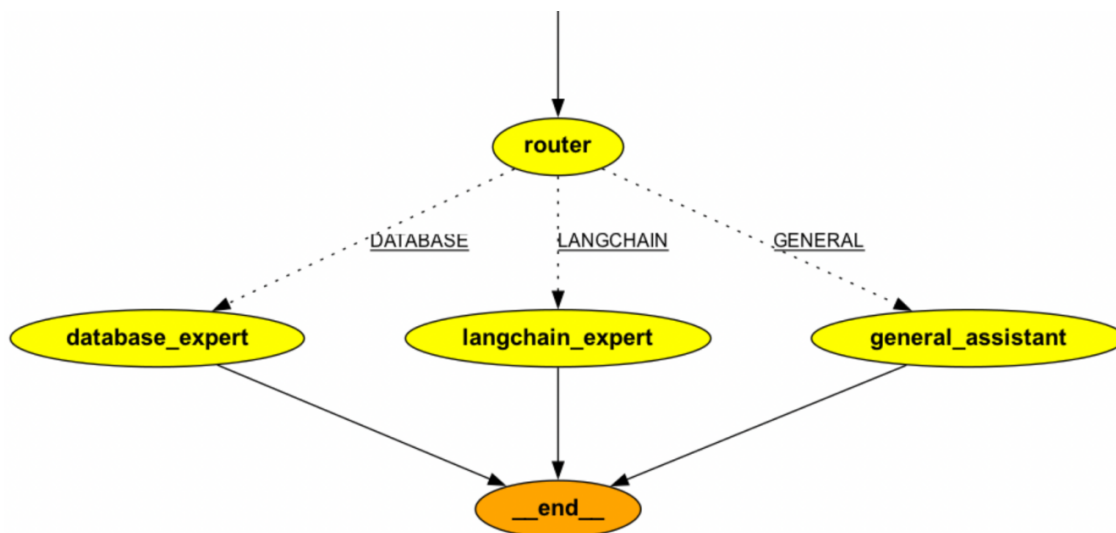 router
DATABASE LANGCHAIN GENERAL
database_expert langchain_expert general_assistant
__end__